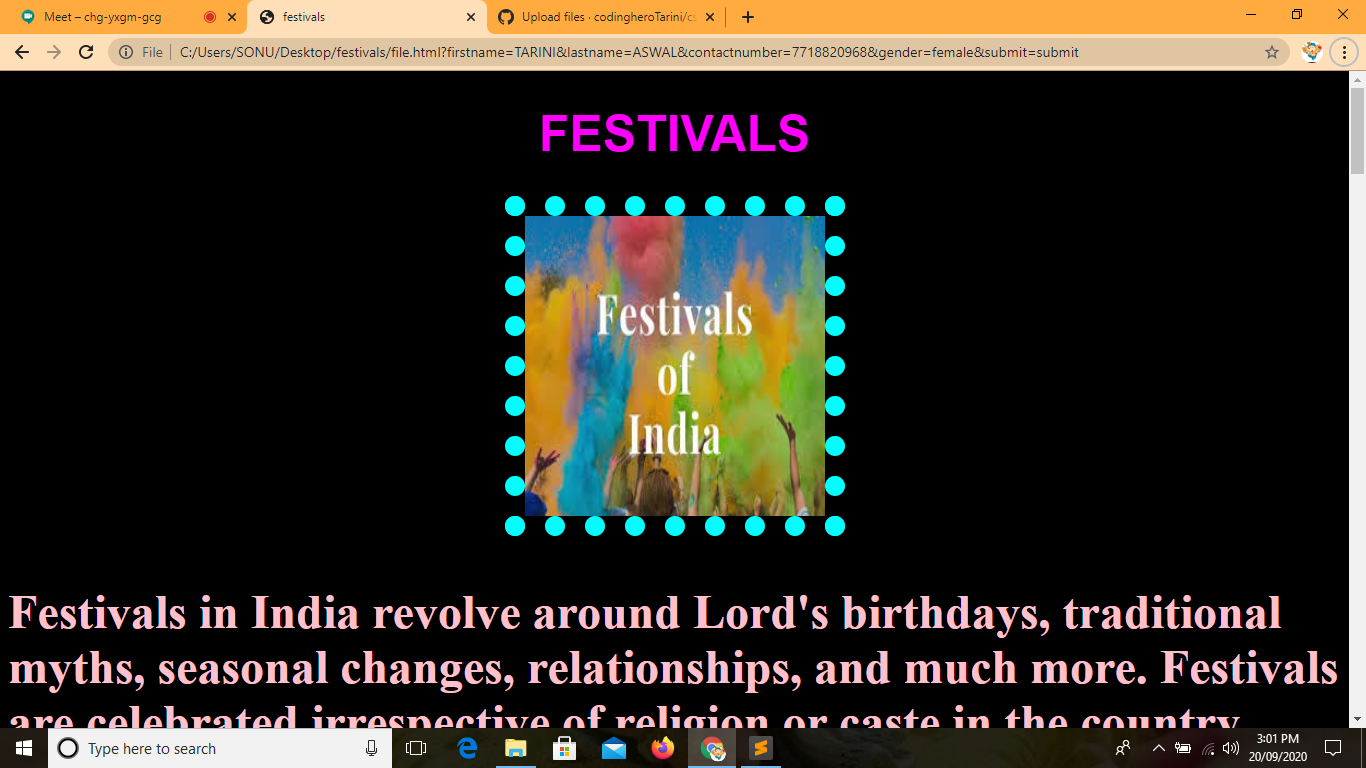 Meet – chg-yxgm-gcg
festivals
Upload files · codingheroTarini/cs
File
C:/Users/SONU/Desktop/festivals/file.html?firstname=TARINI&lastname=ASWAL&contactnumber=7718820968&gender=female&submit=submit
FESTIVALS
Festivals
of
India
Festivals in India revolve around Lord's birthdays, traditional
myths, seasonal changes, relationships, and much more. Festivals
are celebrated irrespective of religion or caste in the country
Type here to search
3:01 PM
20/09/2020